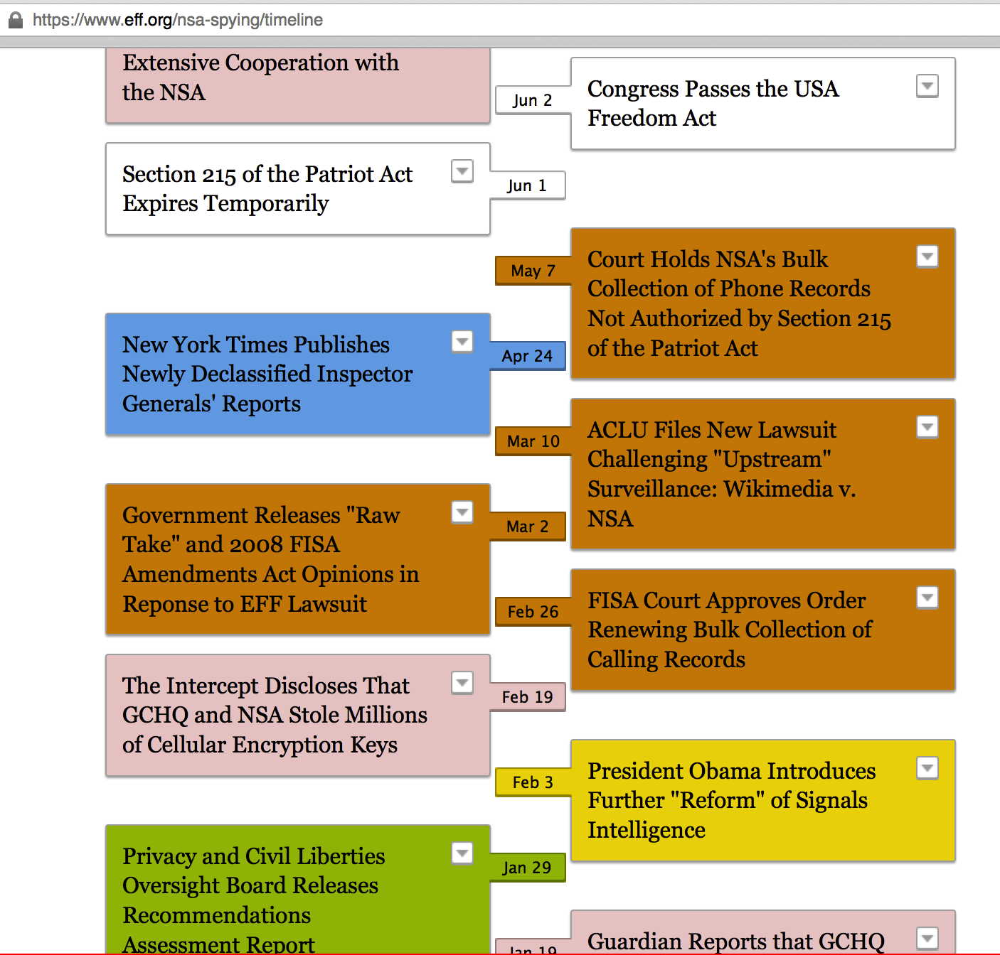 https://www.eff.org/nsa-spying/timeline
Extensive Cooperation with
the NSA
Jun 2
Congress Passes the USA
Freedom Act
Section 215 of the Patriot Act
Expires Temporarily
Jun 1
May 7
Court Holds NSA's Bulk
Collection of Phone Records
Not Authorized by Section 215
of the Patriot Act
New York Times Publishes
Newly Declassified Inspector
Generals' Reports
Apr 24
Mar 10
ACLU Files New Lawsuit
Challenging "Upstream"
Surveillance: Wikimedia v.
NSA
Government Releases "Raw
Take" and 2008 FISA
Amendments Act Opinions in
Reponse to EFF Lawsuit
Mar 2
Feb 26
FISA Court Approves Order
Renewing Bulk Collection of
Calling Records
The Intercept Discloses That
GCHQ and NSA Stole Millions
of Cellular Encryption Keys
Feb 19
Feb 3
President Obama Introduces
Further "Reform" of Signals
Intelligence
Privacy and Civil Liberties
Oversight Board Releases
Recommendations
Assessment Report
Jan 29
Jan 19
Guardian Reports that GCHQ